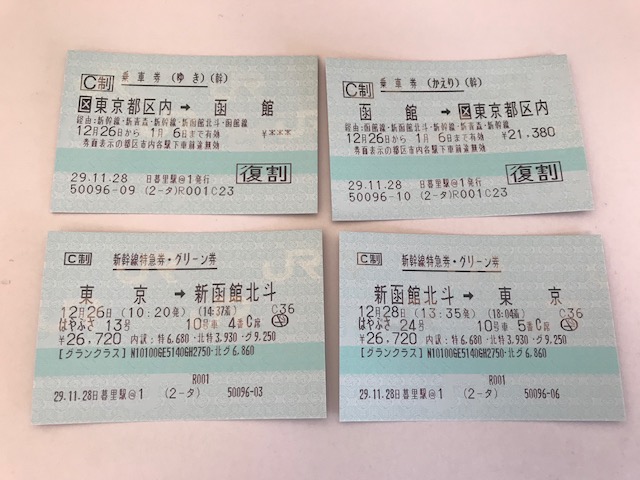 C制 乗車券 (ゆき) (幹)
区東京都区内 → 函館
経由:新幹線・新青森・新幹線・新函館北斗・函館線
12月26日から 1月 6日まで有効 ¥***
券面表示の都区市内各駅下車前途無効
復割
29.11.28 日暮里駅@1発行
50096-09 (2-タ)R001C23
C制 乗車券 (かえり) (幹)
函館 → 区東京都区内
経由:函館線・新函館北斗・新幹線・新青森・新幹線
12月26日から 1月 6日まで有効 ¥21,380
券面表示の都区市内各駅下車前途無効
復割
29.11.28 日暮里駅@1発行
50096-10 (2-タ)R001C23
C制 新幹線特急券・グリーン券
東京 → 新函館北斗
12月26日 (10:20発) (14:37着) C36
はやぶさ 13号 10号車 4番C席
¥26,720 内訳:特6,680・北特3,930・北グ9,250
【グランクラス】N10100GE5140GH2750・北グ6,860
R001
29.11.28日暮里駅@1 (2-タ) 50096-03
C制 新幹線特急券・グリーン券
新函館北斗 → 東京
12月28日 (13:35発) (18:04着) C36
はやぶさ 24号 10号車 5番C席
¥26,720 内訳:特6,680・北特3,930・北グ9,250
【グランクラス】N10100GE5140GH2750・北グ6,860
R001
29.11.28日暮里駅@1 (2-タ) 50096-06